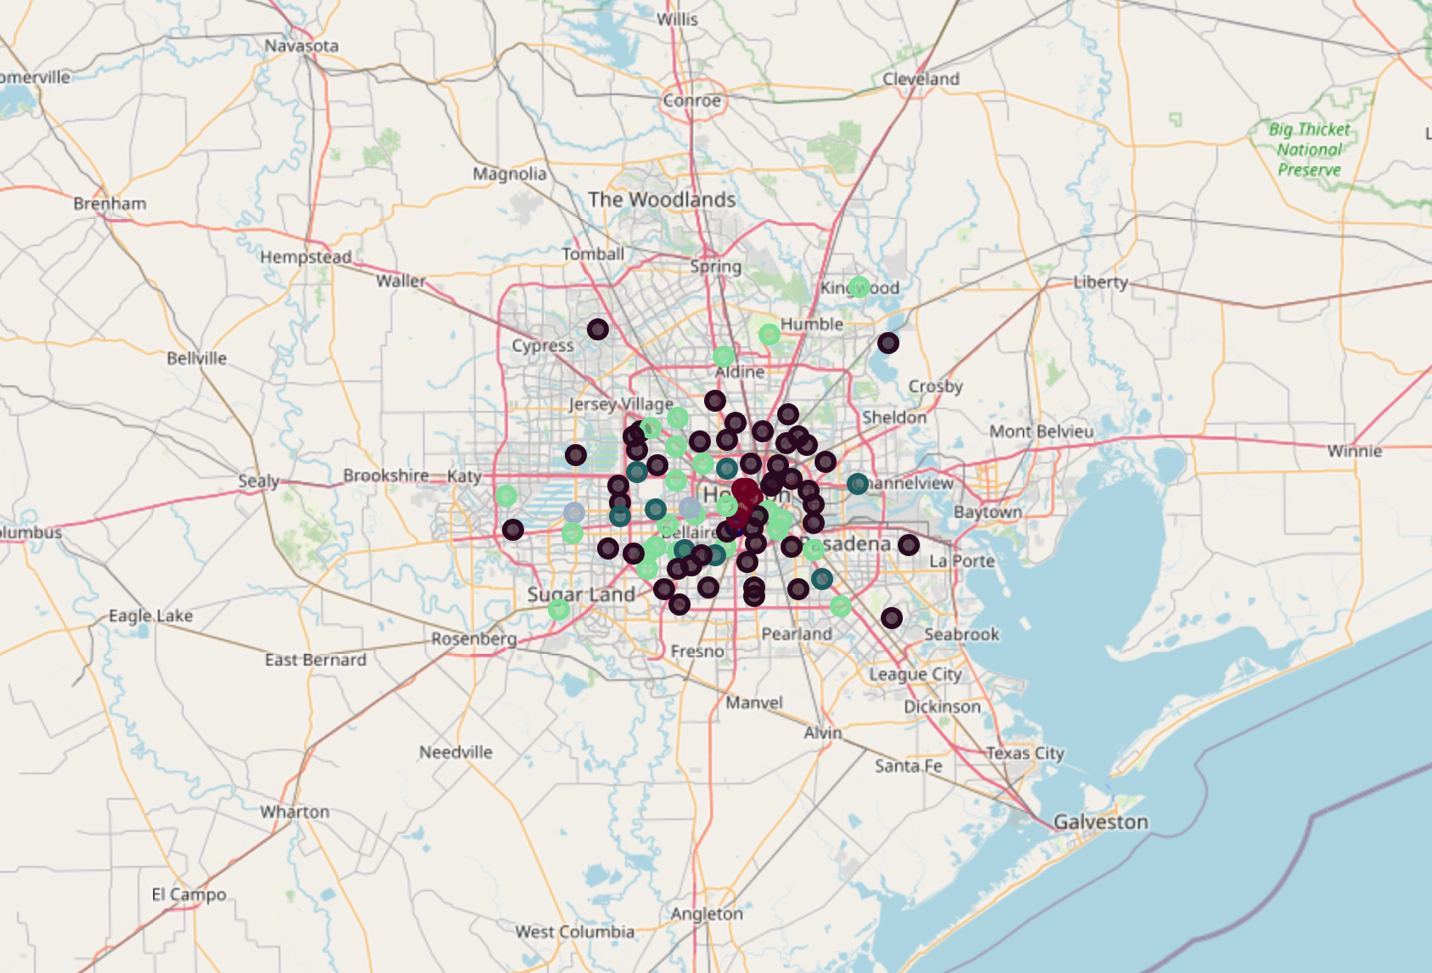 Willis
Navasota
omerville
Cleveland
Conroe
Big Thicket
National
Preserve
Magnolia
The Woodlands
Brenham
Hempstead
Tomball
Spring
Waller
Kingwood
Liberty
Humble
Cypress
Bellville
Aldine
Crosby
Jersey Village
Sheldon
Mont Belvieu
Winnie
Brookshire
Katy
Sealy
Channelview
Baytown
olumbus
Bellaire
Pasadena
La Porte
Sugar Land
Eagle Lake
Rosenberg
Pearland
Seabrook
East Bernard
Fresno
League City
Manvel
Dickinson
Alvin
Needville
Texas City
Santa Fe
Wharton
Galveston
El Campo
Angleton
West Columbia